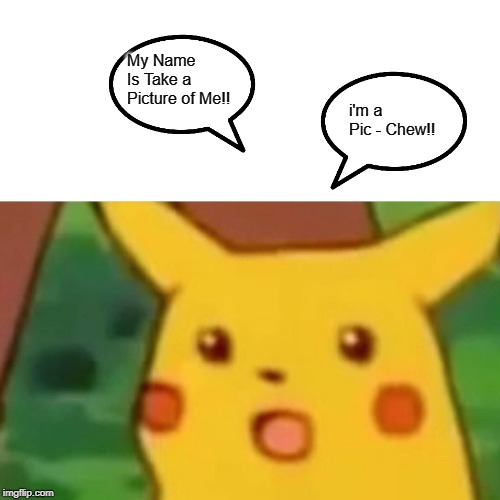 My Name
Is Take a
Picture of Me!!
i'm a
Pic - Chew!!
imgflip.com